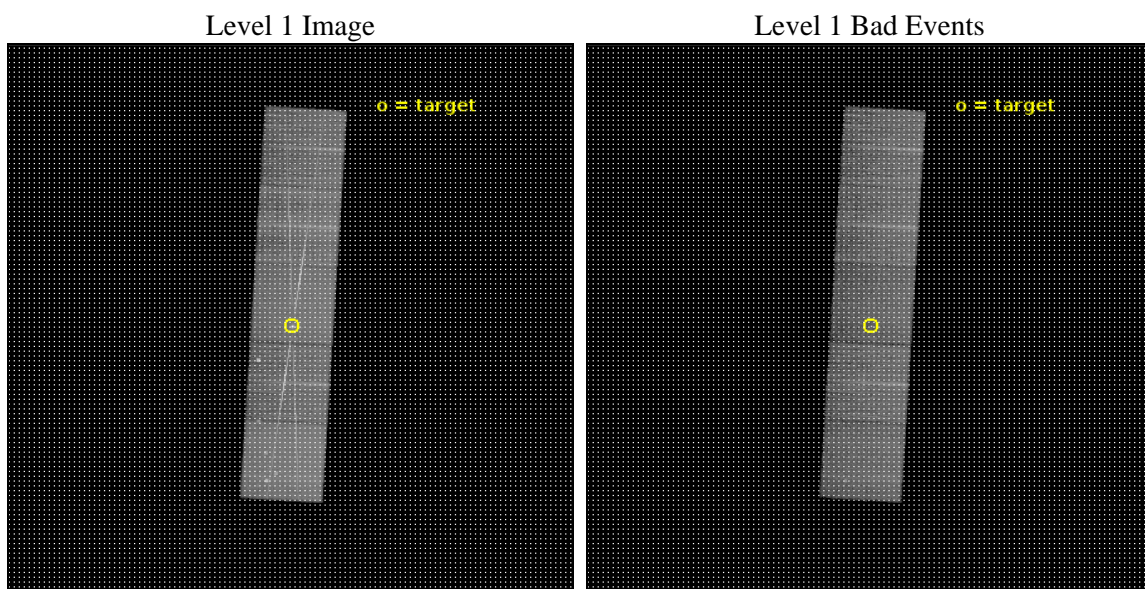 Level 1 Image
Level 1 Bad Events
o = target
o = target